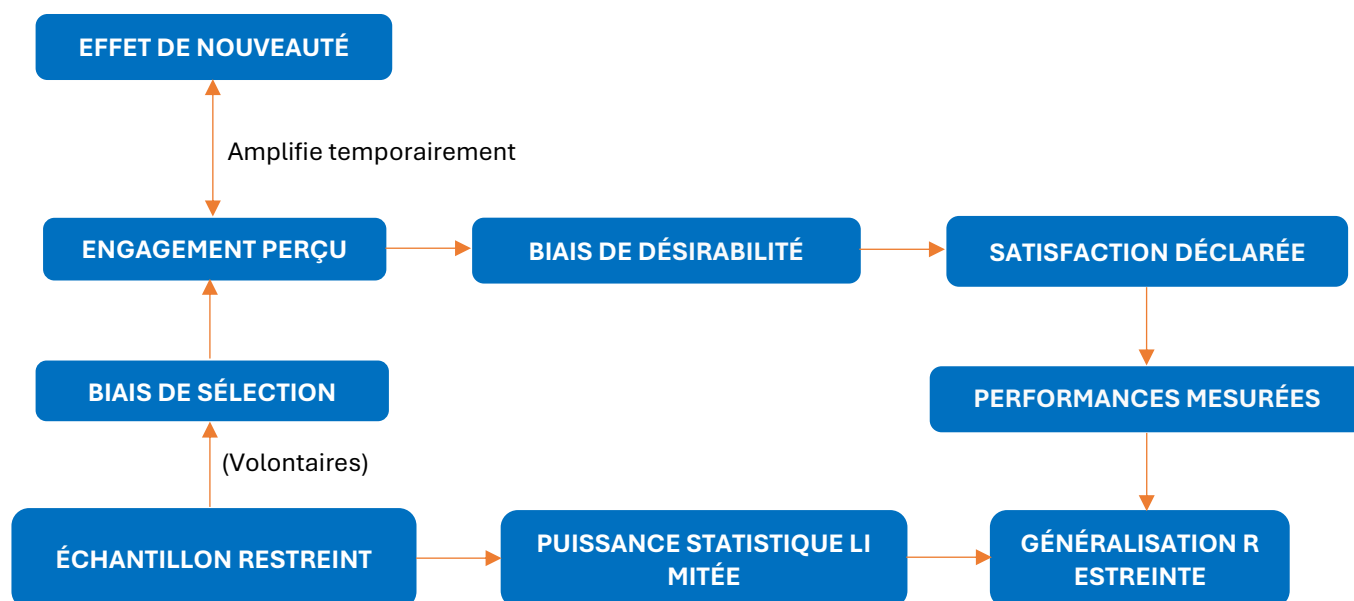 EFFET DE NOUVEAUTÉ
Amplifie temporairement
ENGAGEMENT PERÇU
BIAIS DE DÉSIRABILITÉ
SATISFACTION DÉCLARÉE
BIAIS DE SÉLECTION
PERFORMANCES MESURÉES
(Volontaires)
ÉCHANTILLON RESTREINT
PUISSANCE STATISTIQUE LI
MITÉE
GÉNÉRALISATION R
ESTREINTE